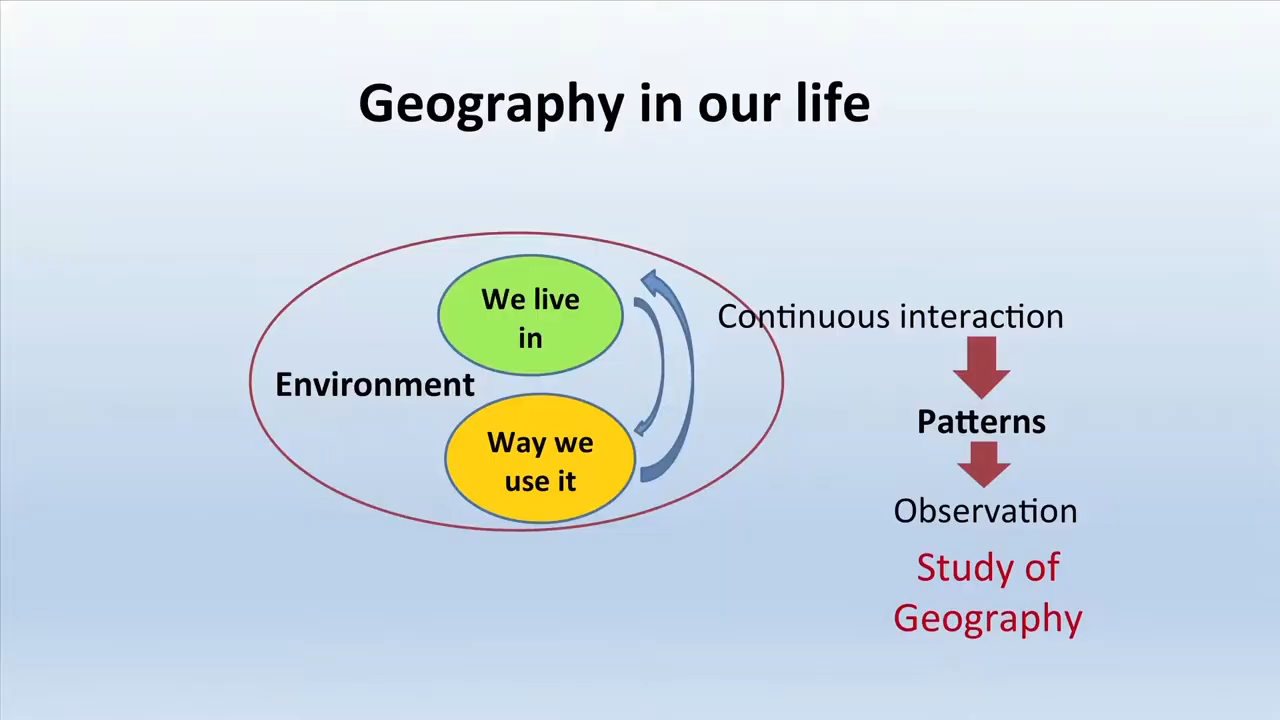 Geography in our life
We live
in
Environment
Way we
use it
Continuous interaction
Patterns
Observation
Study of
Geography